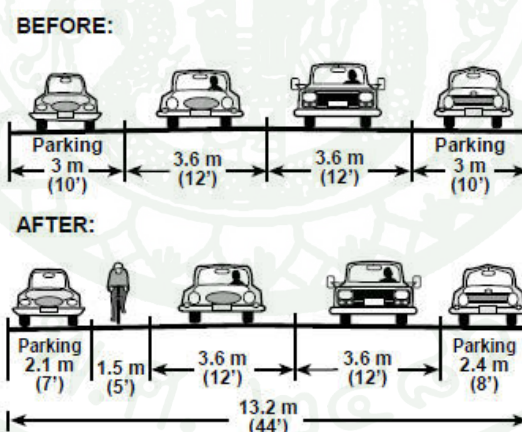 BEFORE:
Parking Parking
3 m 3.6 m 3.6 m 3 m
(10') (12') (12') (10')
AFTER:
Parking 3.6 m 3.6 m Parking
2.1 m 1.5 m (12') (12') 2.4 m
(7') (5') (8')
13.2 m
(44')